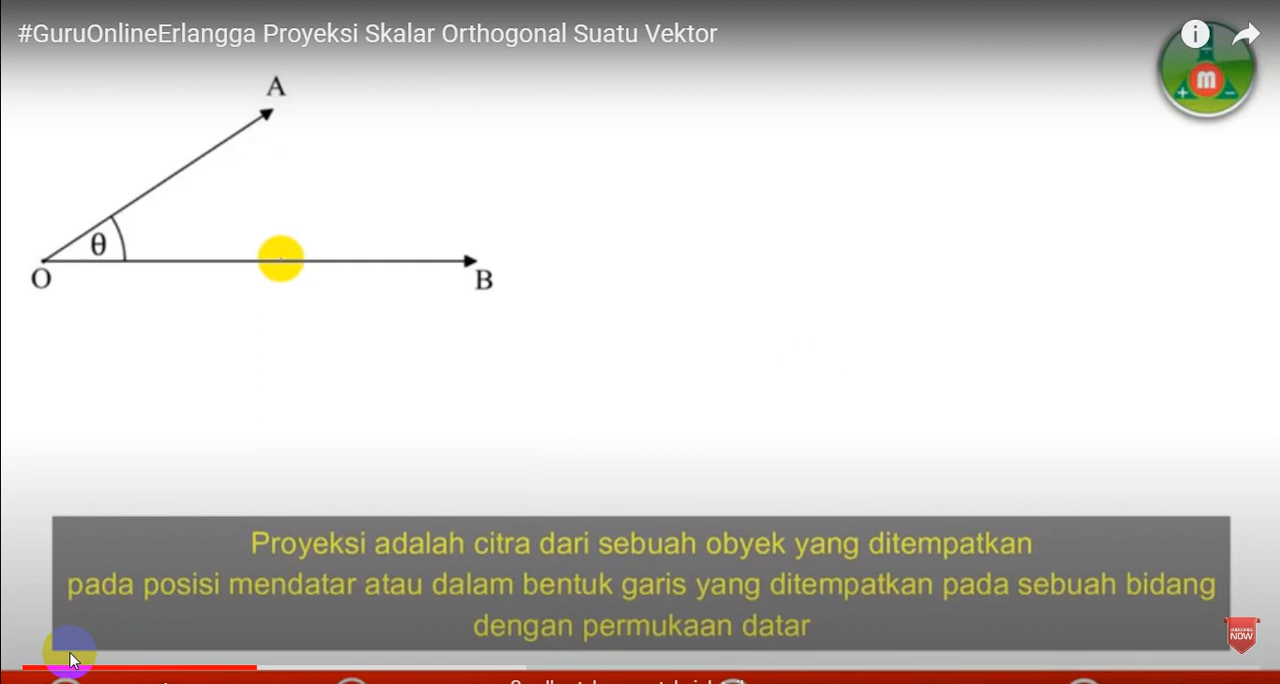 #GuruOnlineErlangga Proyeksi Skalar Orthogonal Suatu Vektor
i
m
+ −
A
θ
O
B
Proyeksi adalah citra dari sebuah obyek yang ditempatkan
pada posisi mendatar atau dalam bentuk garis yang ditempatkan pada sebuah bidang
dengan permukaan datar
SUBSCRIBE
NOW